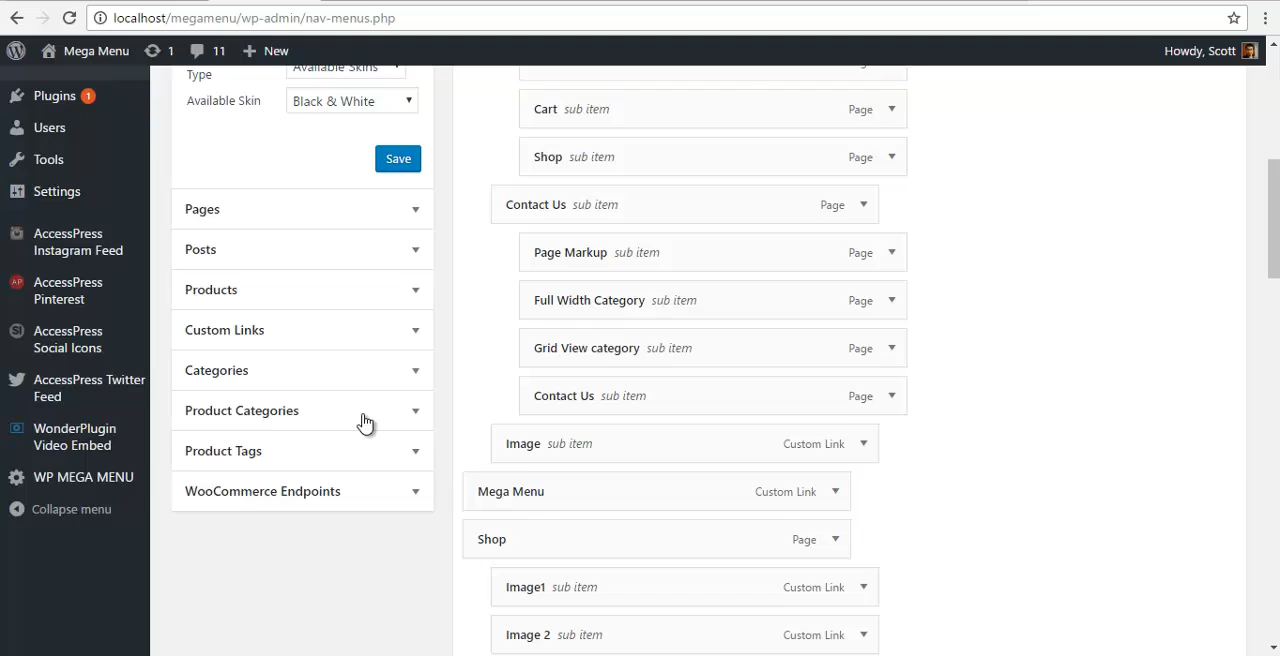 localhost/megamenu/wp-admin/nav-menus.php
Mega Menu 1 11 New Howdy, Scott
Plugins 1
Users
Tools
Settings
AccessPress
Instagram Feed
AccessPress
Pinterest
AccessPress
Social Icons
AccessPress Twitter
Feed
WonderPlugin
Video Embed
WP MEGA MENU
Collapse menu
Type Available Skins
Available Skin Black & White
Save
Pages
Posts
Products
Custom Links
Categories
Product Categories
Product Tags
WooCommerce Endpoints
Cart sub item Page
Shop sub item Page
Contact Us sub item Page
Page Markup sub item Page
Full Width Category sub item Page
Grid View category sub item Page
Contact Us sub item Page
Image sub item Custom Link
Mega Menu Custom Link
Shop Page
Image1 sub item Custom Link
Image 2 sub item Custom Link